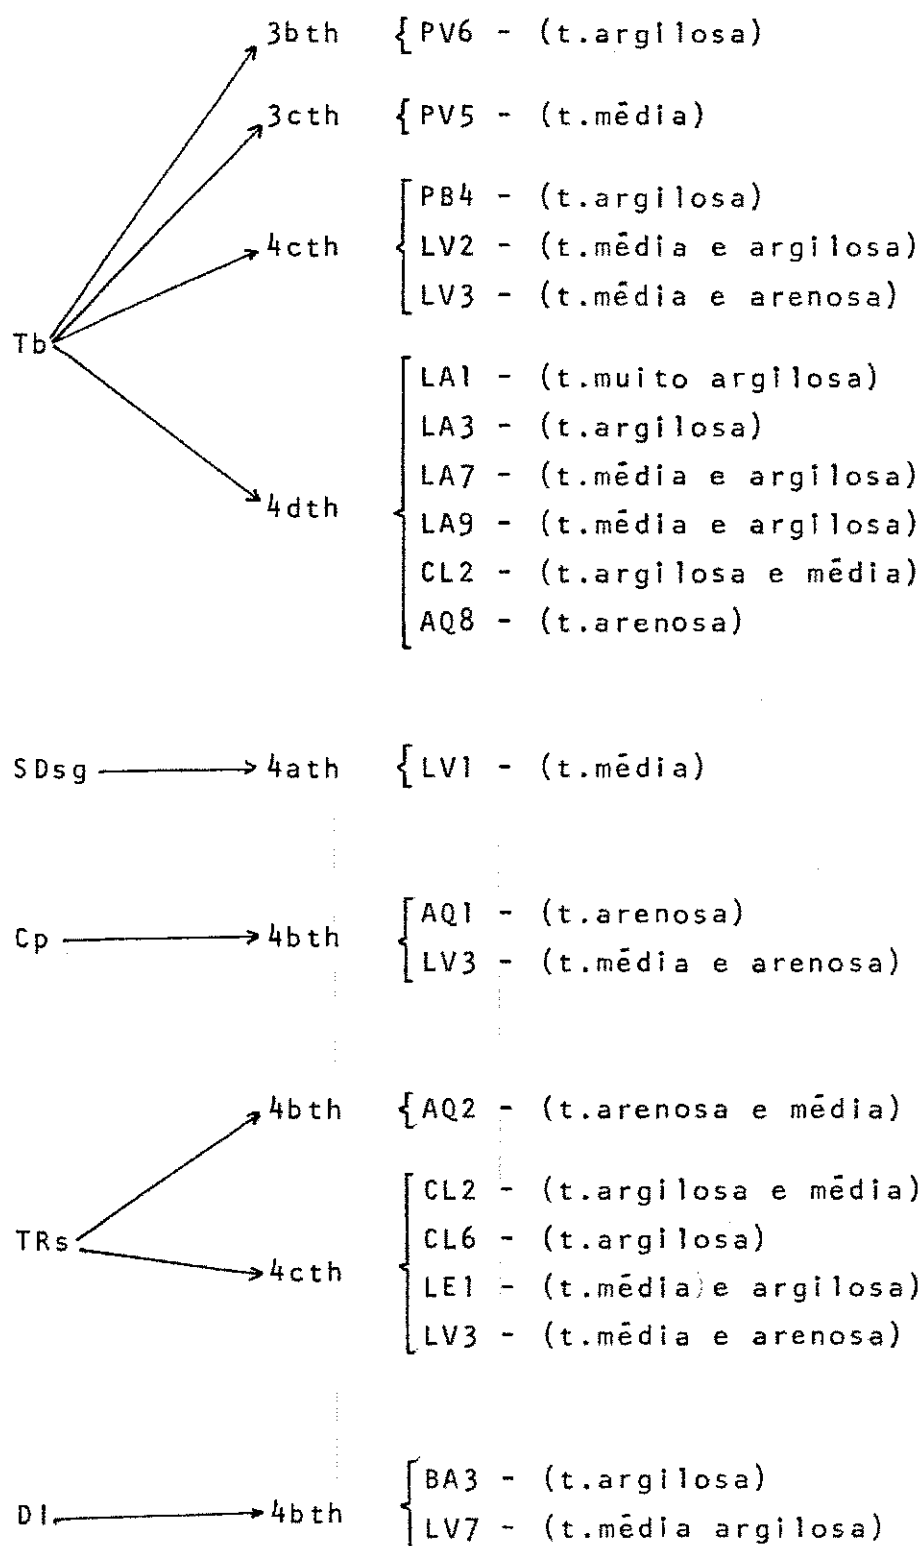 3bth { PV6 - (t.argilosa)
3cth { PV5 - (t.média)
PB4 - (t.argilosa)
4cth { LV2 - (t.média e argilosa)
LV3 - (t.média e arenosa)
Tb
LA1 - (t.muito argilosa)
LA3 - (t.argilosa)
LA7 - (t.média e argilosa)
4dth { LA9 - (t.média e argilosa)
CL2 - (t.argilosa e média)
AQ8 - (t.arenosa)
SDsg → 4ath { LV1 - (t.média)
AQ1 - (t.arenosa)
Cp → 4bth { LV3 - (t.média e arenosa)
4bth { AQ2 - (t.arenosa e média)
CL2 - (t.argilosa e média)
TRs CL6 - (t.argilosa)
4cth { LE1 - (t.média e argilosa)
LV3 - (t.média e arenosa)
BA3 - (t.argilosa)
Dl → 4bth { LV7 - (t.média argilosa)